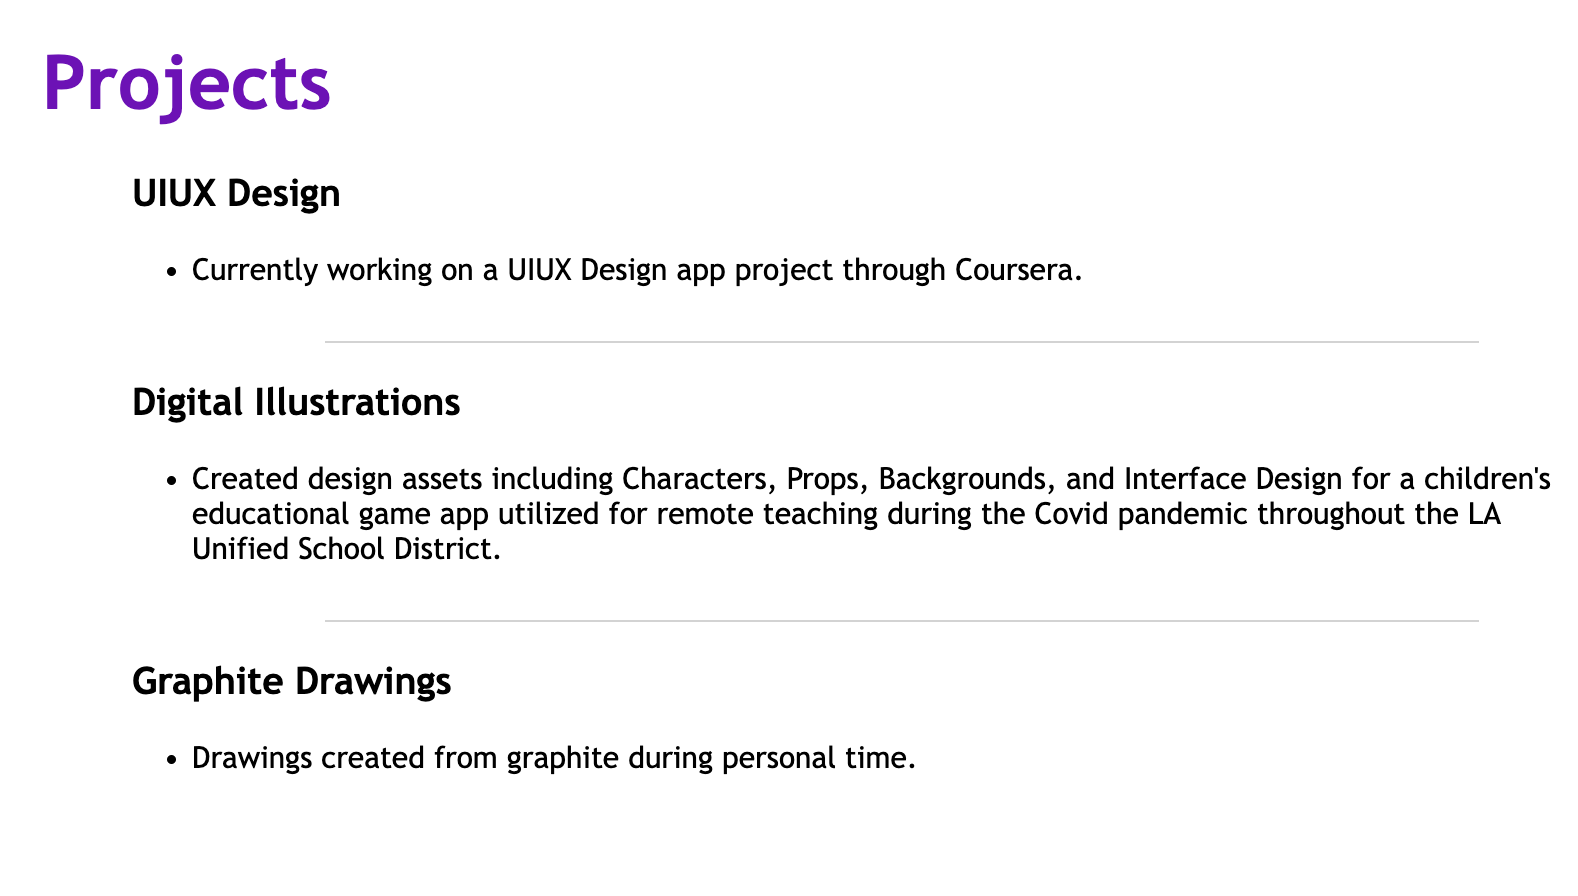 Projects
UIUX Design
• Currently working on a UIUX Design app project through Coursera.
Digital Illustrations
• Created design assets including Characters, Props, Backgrounds, and Interface Design for a children's
educational game app utilized for remote teaching during the Covid pandemic throughout the LA
Unified School District.
Graphite Drawings
• Drawings created from graphite during personal time.